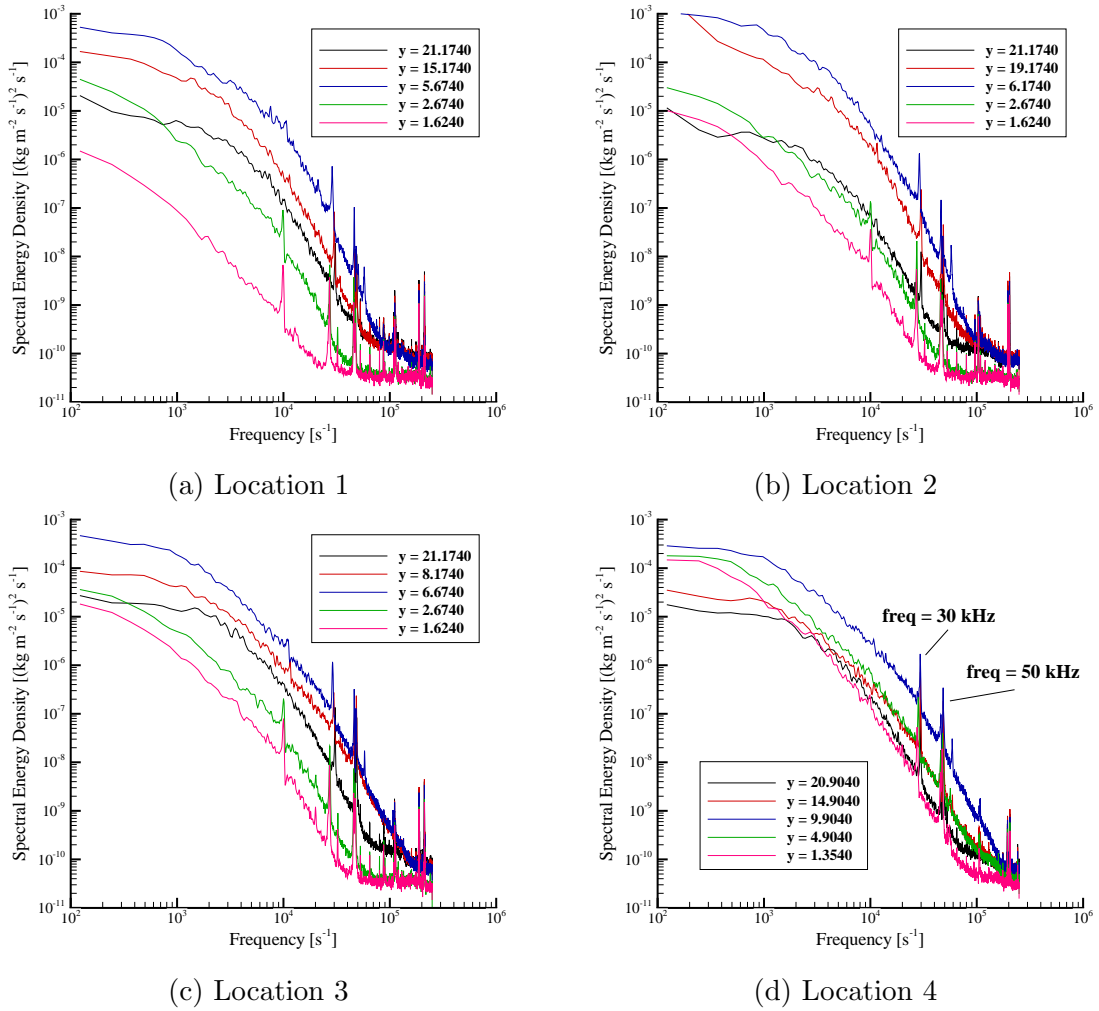 10⁻³
10⁻⁴
10⁻⁵
10⁻⁶
10⁻⁷
10⁻⁸
10⁻⁹
10⁻¹⁰
10⁻¹¹
Spectral Energy Density [(kg m⁻² s⁻¹)² s⁻¹]
y = 21.1740
y = 15.1740
y = 5.6740
y = 2.6740
y = 1.6240
10² 10³ 10⁴ 10⁵ 10⁶
Frequency [s⁻¹]
(a) Location 1
10⁻³
10⁻⁴
10⁻⁵
10⁻⁶
10⁻⁷
10⁻⁸
10⁻⁹
10⁻¹⁰
10⁻¹¹
Spectral Energy Density [(kg m⁻² s⁻¹)² s⁻¹]
y = 21.1740
y = 19.1740
y = 6.1740
y = 2.6740
y = 1.6240
10² 10³ 10⁴ 10⁵ 10⁶
Frequency [s⁻¹]
(b) Location 2
10⁻³
10⁻⁴
10⁻⁵
10⁻⁶
10⁻⁷
10⁻⁸
10⁻⁹
10⁻¹⁰
10⁻¹¹
Spectral Energy Density [(kg m⁻² s⁻¹)² s⁻¹]
y = 21.1740
y = 8.1740
y = 6.6740
y = 2.6740
y = 1.6240
10² 10³ 10⁴ 10⁵ 10⁶
Frequency [s⁻¹]
(c) Location 3
10⁻³
10⁻⁴
10⁻⁵
10⁻⁶
10⁻⁷
10⁻⁸
10⁻⁹
10⁻¹⁰
10⁻¹¹
Spectral Energy Density [(kg m⁻² s⁻¹)² s⁻¹]
freq = 30 kHz
freq = 50 kHz
y = 20.9040
y = 14.9040
y = 9.9040
y = 4.9040
y = 1.3540
10² 10³ 10⁴ 10⁵ 10⁶
Frequency [s⁻¹]
(d) Location 4